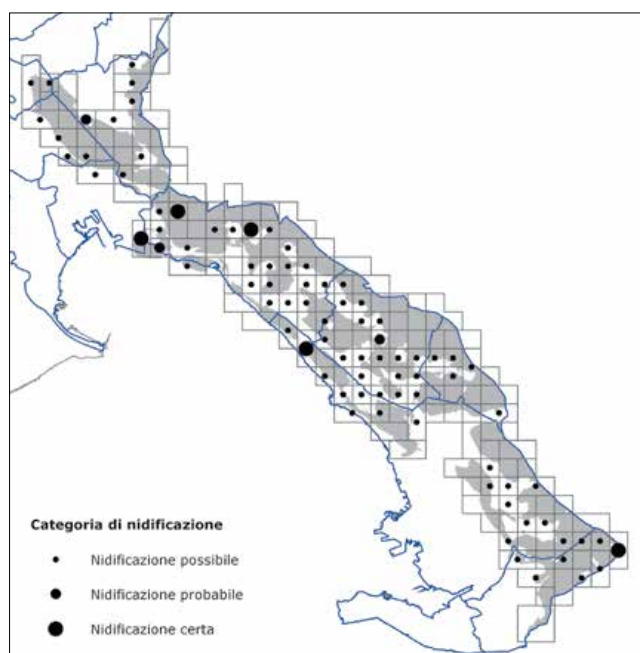 Categoria di nidificazione
Nidificazione possibile
Nidificazione probabile
Nidificazione certa